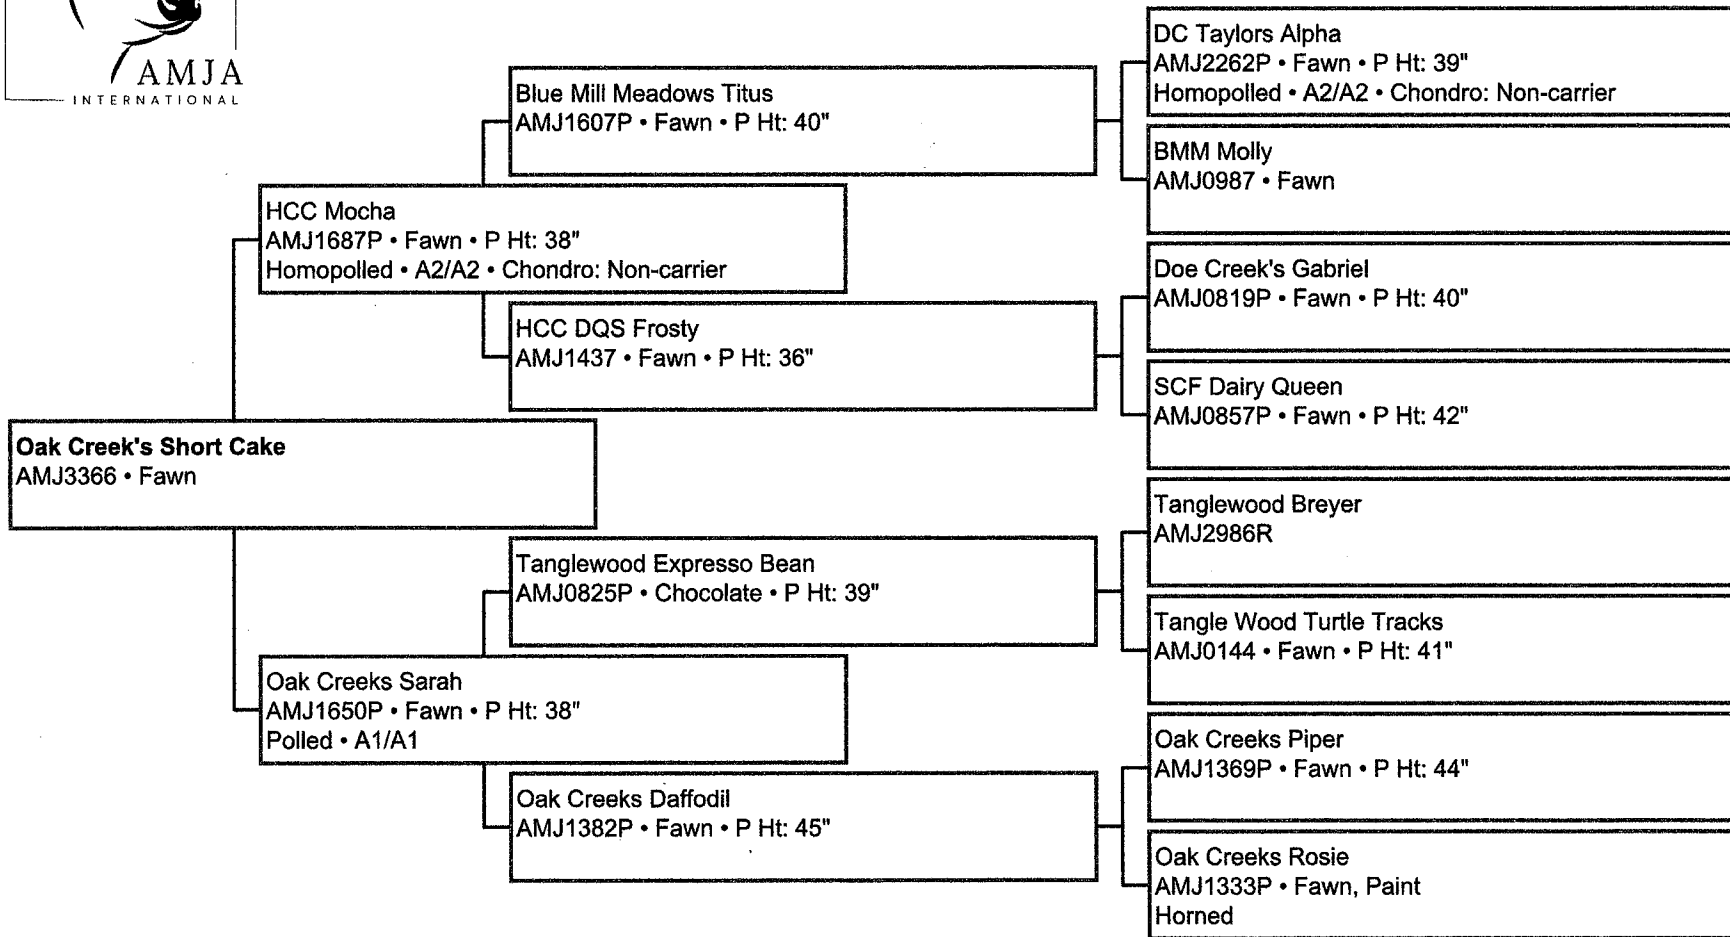 AMJA
INTERNATIONAL
Oak Creek's Short Cake
AMJ3366 • Fawn
HCC Mocha
AMJ1687P • Fawn • P Ht: 38"
Homopolled • A2/A2 • Chondro: Non-carrier
Oak Creeks Sarah
AMJ1650P • Fawn • P Ht: 38"
Polled • A1/A1
Blue Mill Meadows Titus
AMJ1607P • Fawn • P Ht: 40"
HCC DQS Frosty
AMJ1437 • Fawn • P Ht: 36"
Tanglewood Expresso Bean
AMJ0825P • Chocolate • P Ht: 39"
Oak Creeks Daffodil
AMJ1382P • Fawn • P Ht: 45"
DC Taylors Alpha
AMJ2262P • Fawn • P Ht: 39"
Homopolled • A2/A2 • Chondro: Non-carrier
BMM Molly
AMJ0987 • Fawn
Doe Creek's Gabriel
AMJ0819P • Fawn • P Ht: 40"
SCF Dairy Queen
AMJ0857P • Fawn • P Ht: 42"
Tanglewood Breyer
AMJ2986R
Tangle Wood Turtle Tracks
AMJ0144 • Fawn • P Ht: 41"
Oak Creeks Piper
AMJ1369P • Fawn • P Ht: 44"
Oak Creeks Rosie
AMJ1333P • Fawn, Paint
Horned